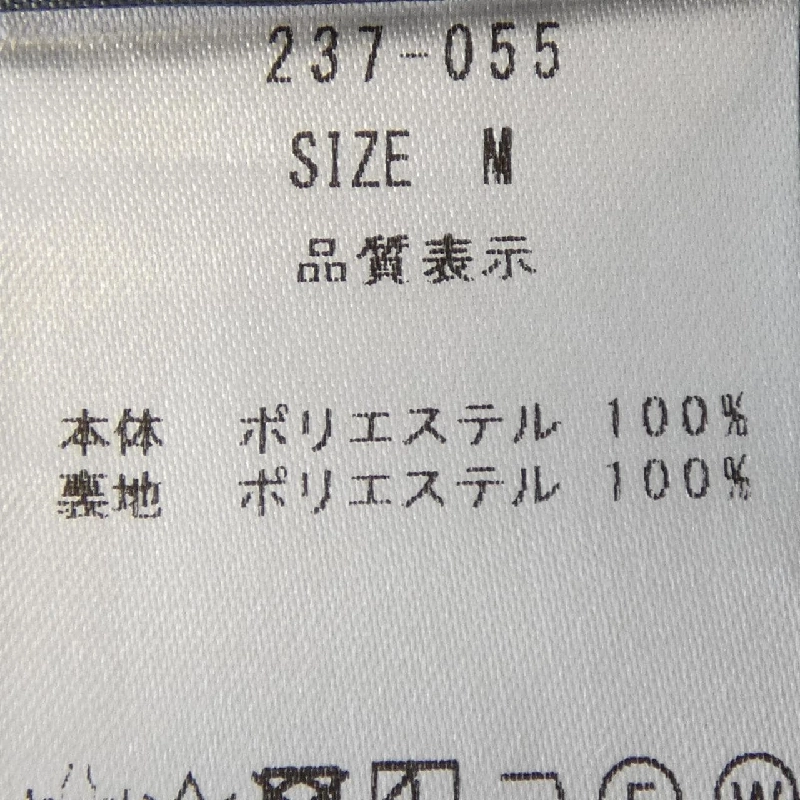 237-055
SIZE M
品質表示
本体 ポリエステル 100%
裏地 ポリエステル 100%
F W